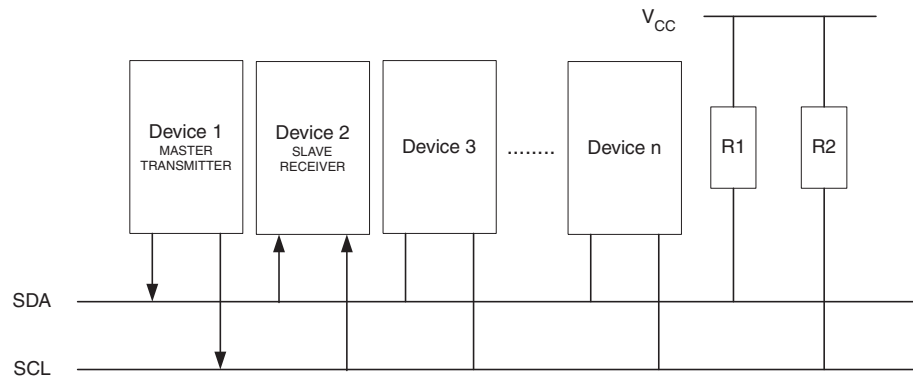 V_CC
Device 1
MASTER
TRANSMITTER
Device 2
SLAVE
RECEIVER
Device 3
........
Device n
R1
R2
SDA
SCL